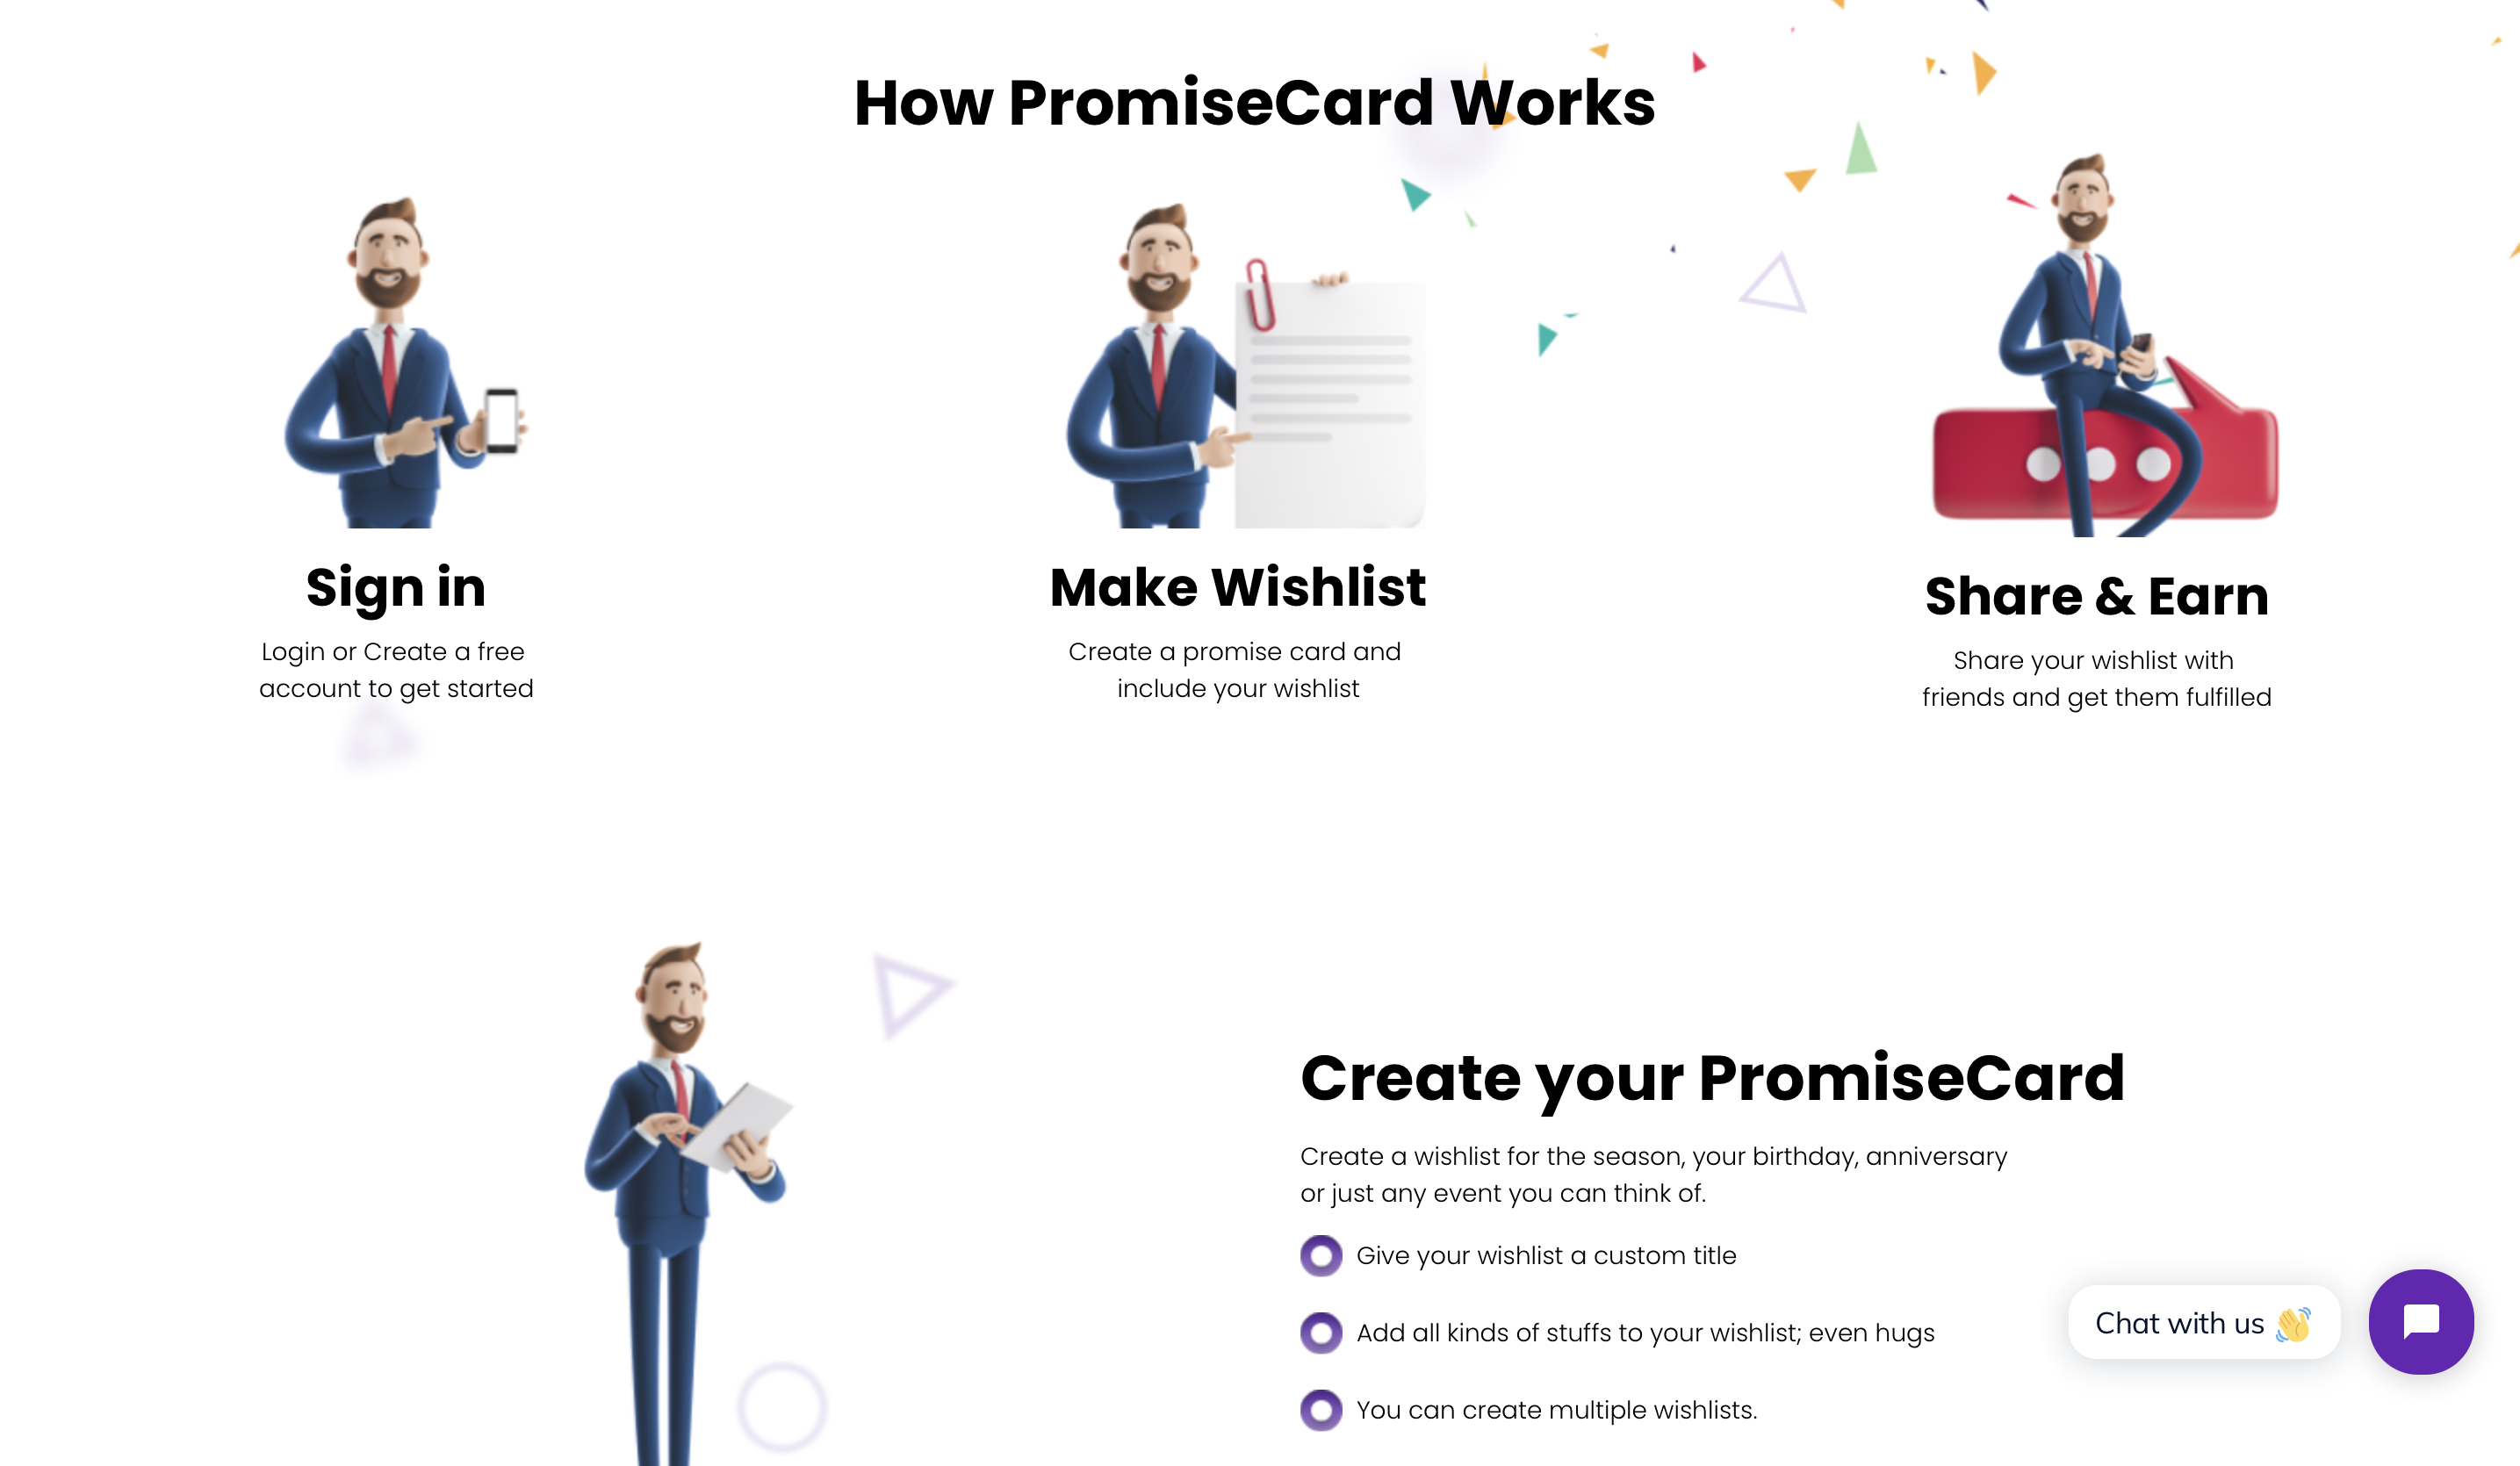 How PromiseCard Works
Sign in
Login or Create a free
account to get started
Make Wishlist
Create a promise card and
include your wishlist
Share & Earn
Share your wishlist with
friends and get them fulfilled
Create your PromiseCard
Create a wishlist for the season, your birthday, anniversary
or just any event you can think of.
Give your wishlist a custom title
Add all kinds of stuffs to your wishlist; even hugs
You can create multiple wishlists.
Chat with us 👋